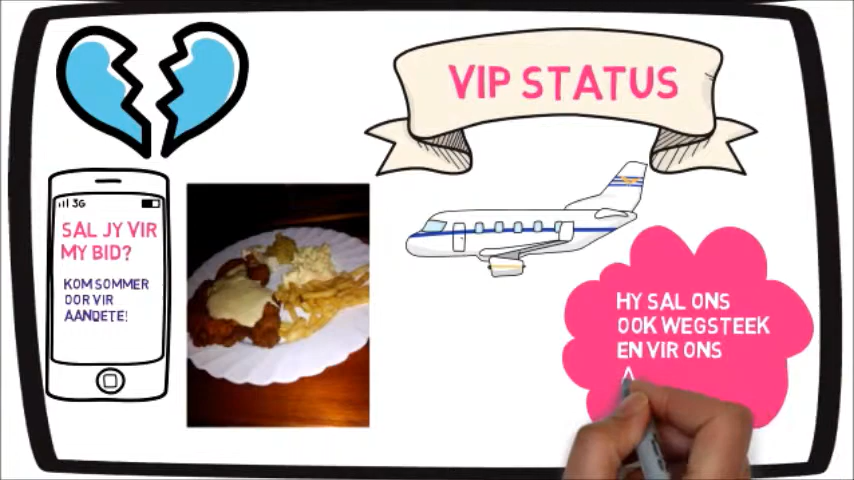 VIP STATUS
3G
SAL JY VIR
MY BID?
KOM SOMMER
OOR VIR
AANDETE!
HY SAL ONS
OOK WEGSTEEK
EN VIR ONS